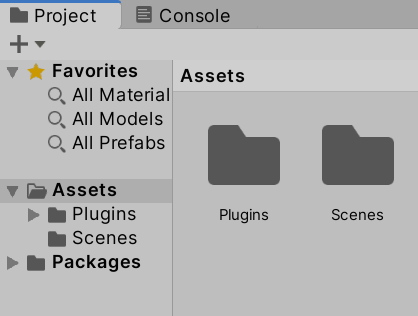 Project
Console
Favorites
All Material
All Models
All Prefabs
Assets
Plugins
Scenes
Packages
Assets
Plugins
Scenes